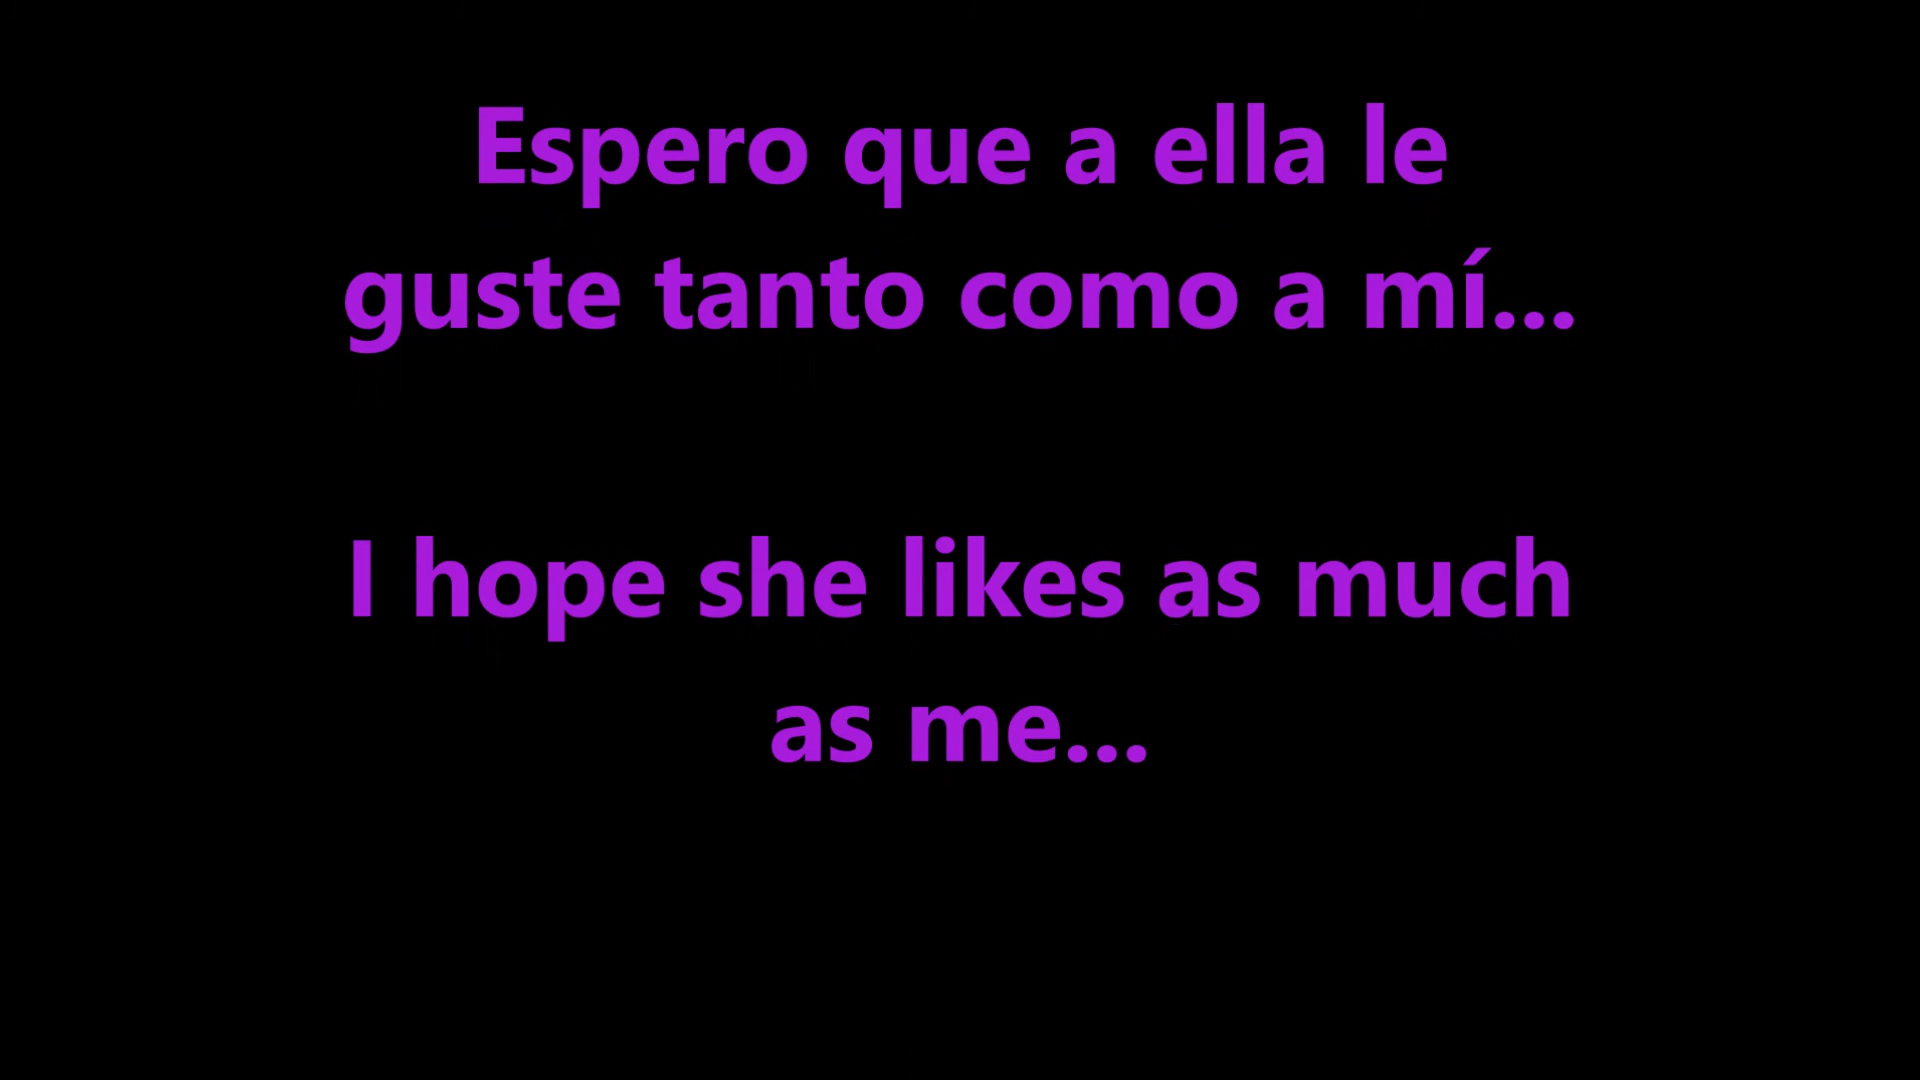 Espero que a ella le
guste tanto como a mí...
I hope she likes as much
as me...